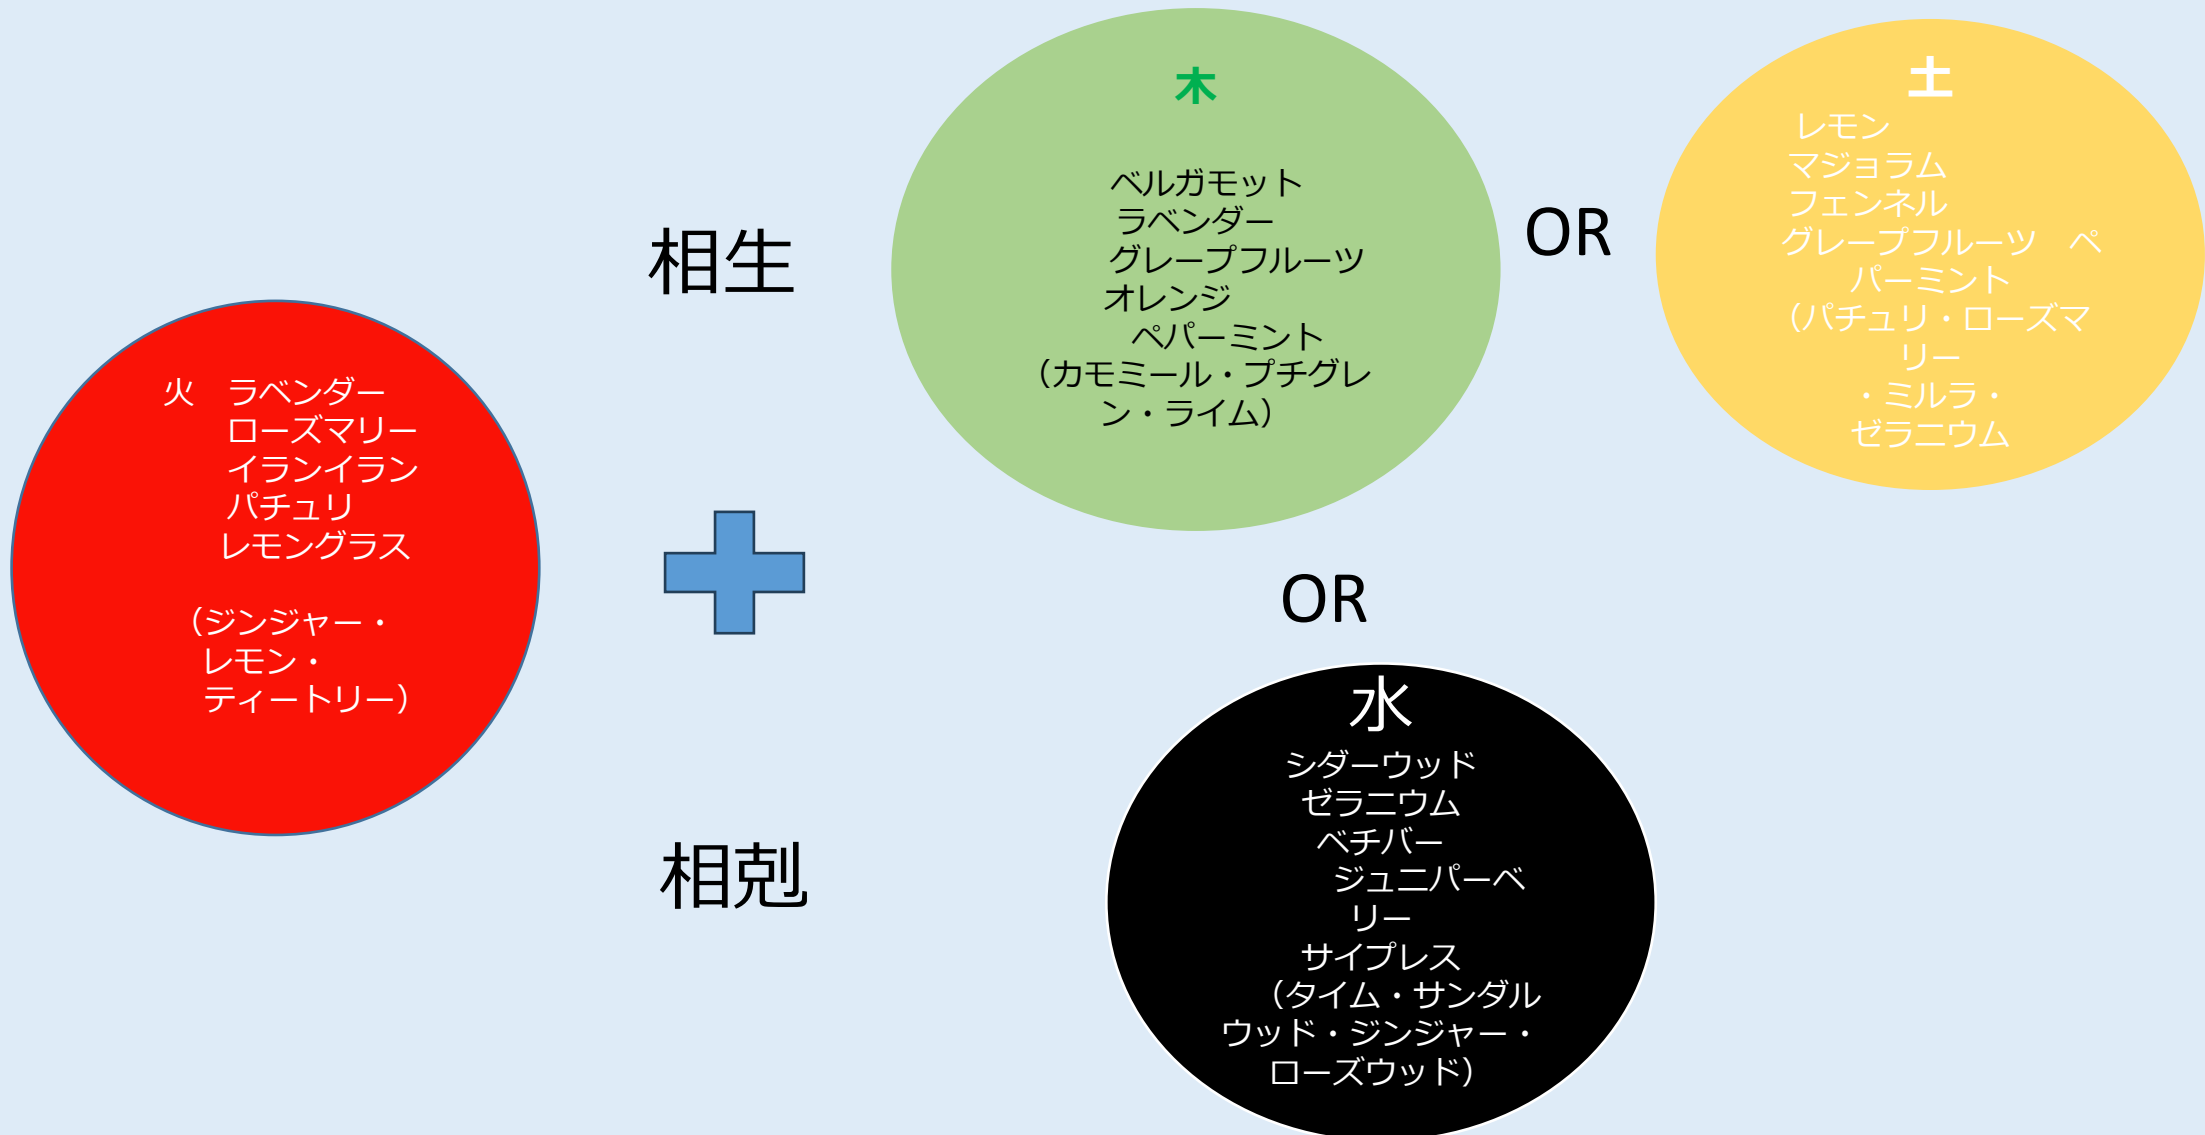 火　ラベンダー
ローズマリー
イランイラン
パチュリ
レモングラス
（ジンジャー・
レモン・
ティートリー）
相生
相剋
木
ベルガモット
ラベンダー
グレープフルーツ
オレンジ
ペパーミント
（カモミール・プチグレ
ン・ライム）
OR
土
レモン
マジョラム
フェンネル
グレープフルーツ　ペ
パーミント
（パチュリ・ローズマ
リー
・ミルラ・
ゼラニウム
OR
水
シダーウッド
ゼラニウム
ベチバー
ジュニパーベ
リー
サイプレス
（タイム・サンダル
ウッド・ジンジャー・
ローズウッド）